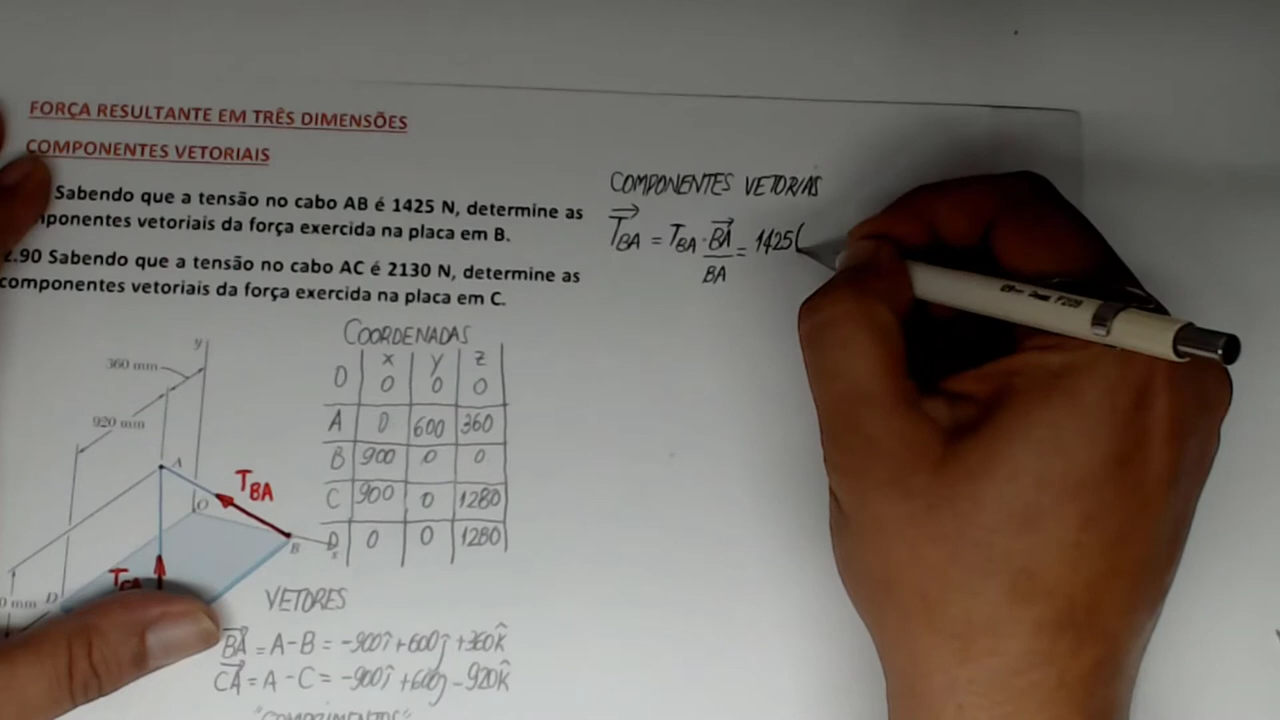 FORÇA RESULTANTE EM TRÊS DIMENSÕES
COMPONENTES VETORIAIS
Sabendo que a tensão no cabo AB é 1425 N, determine as
ponentes vetoriais da força exercida na placa em B.
.90 Sabendo que a tensão no cabo AC é 2130 N, determine as
componentes vetoriais da força exercida na placa em C.
COMPONENTES VETORIAS
T⃗BA = TBA · BA⃗/BA = 1425(
COORDENADAS
x y z
O 0 0 0
A 0 600 360
B 900 0 0
C 900 0 1280
D 0 0 1280
y
360 mm
920 mm
A
TBA
O
B
x
D
mm
VETORES
BA⃗ = A-B = -900î+600ĵ+360k̂
CA⃗ = A-C = -900î+600ĵ-920k̂
"COMPRIMENTOS"